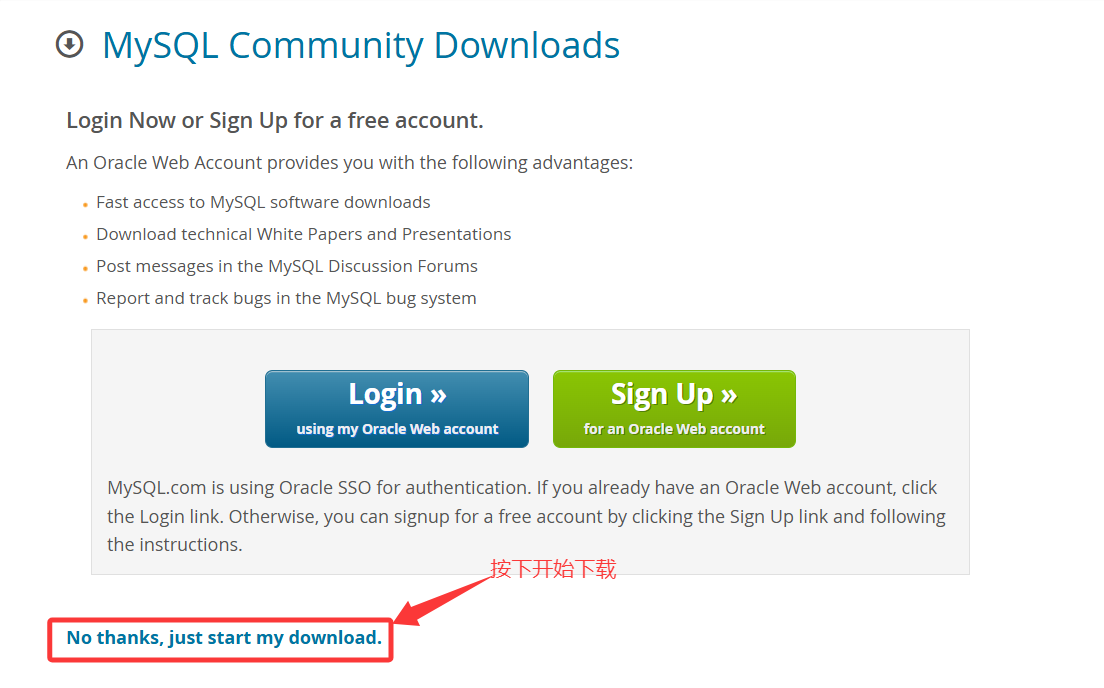 MySQL Community Downloads
Login Now or Sign Up for a free account.
An Oracle Web Account provides you with the following advantages:
Fast access to MySQL software downloads
Download technical White Papers and Presentations
Post messages in the MySQL Discussion Forums
Report and track bugs in the MySQL bug system
Login »
using my Oracle Web account
Sign Up »
for an Oracle Web account
MySQL.com is using Oracle SSO for authentication. If you already have an Oracle Web account, click
the Login link. Otherwise, you can signup for a free account by clicking the Sign Up link and following
the instructions.
按下开始下载
No thanks, just start my download.